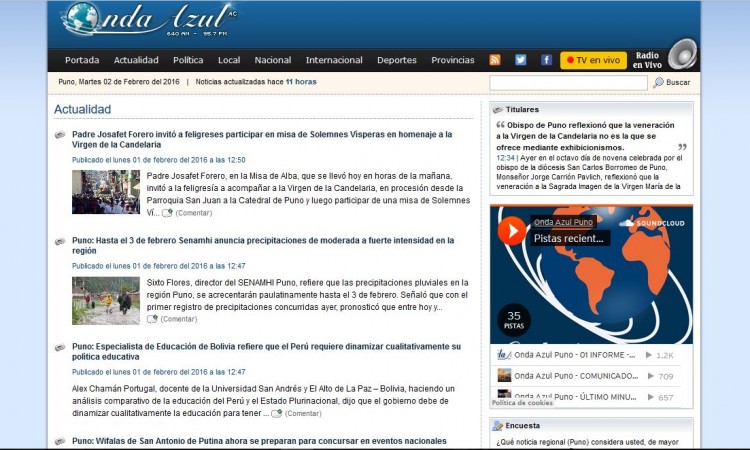 Onda Azul AC
640 AM - 95.7 FM
Portada Actualidad Política Local Nacional Internacional Deportes Provincias TV en vivo Radio en Vivo
Puno, Martes 02 de Febrero del 2016 | Noticias actualizadas hace 11 horas
Buscar
Actualidad
Padre Josafet Forero invitó a feligreses participar en misa de Solemnes Visperas en homenaje a la
Virgen de la Candelaria
Publicado el lunes 01 de febrero del 2016 a las 12:50
Padre Josafet Forero, en la Misa de Alba, que se llevó hoy en horas de la mañana,
invitó a la feligresía a acompañar a la Virgen de la Candelaria, en procesión desde la
Parroquia San Juan a la Catedral de Puno y luego participar de una misa de Solemnes
Ví... (Comentar)
Puno: Hasta el 3 de febrero Senamhi anuncia precipitaciones de moderada a fuerte intensidad en la
región
Publicado el lunes 01 de febrero del 2016 a las 12:47
Sixto Flores, director del SENAMHI Puno, refiere que las precipitaciones pluviales en la
región Puno, se acrecentarán paulatinamente hasta el 3 de febrero. Señaló que con el
primer registro de precipitaciones concurridas ayer, pronosticó que entre hoy y...
(Comentar)
Puno: Especialista de Educación de Bolivia refiere que el Perú requiere dinamizar cualitativamente su
politica educativa
Publicado el lunes 01 de febrero del 2016 a las 12:47
Alex Chamán Portugal, docente de la Universidad San Andrés y El Alto de La Paz – Bolivia, haciendo un
análisis comparativo de la educación del Perú y el Estado Plurinacional, dijo que el gobierno debe de
dinamizar cualitativamente la educación para tener ... (Comentar)
Puno: Wifalas de San Antonio de Putina ahora se preparan para concursar en eventos nacionales
Titulares
“ Obispo de Puno reflexionó que la veneración
a la Virgen de la Candelaria no es la que se
ofrece mediante exhibicionismos. ”
12:34 | Ayer en el octavo día de novena celebrada por el
obispo de la diócesis San Carlos Borromeo de Puno,
Monseñor Jorge Carrión Pavlich, reflexionó que la
veneración a la Sagrada Imagen de la Virgen María de la
Onda Azul Puno
SOUNDCLOUD
Pistas recient...
35
PISTAS
Onda Azul Puno - 01 INFORME -... 1.2K
Onda Azul Puno - COMUNICADO... 709
Onda Azul Puno - ÚLTIMO MINU... 657
Política de cookies
Encuesta
¿Qué noticia regional (Puno) considera usted, de mayor